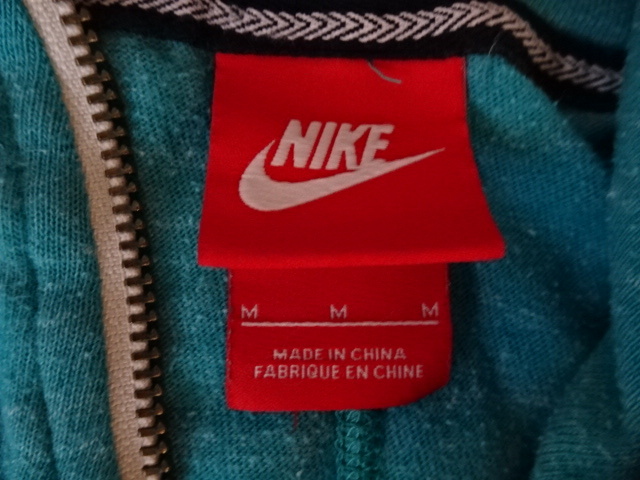 NIKE
M M M
MADE IN CHINA
FABRIQUE EN CHINE